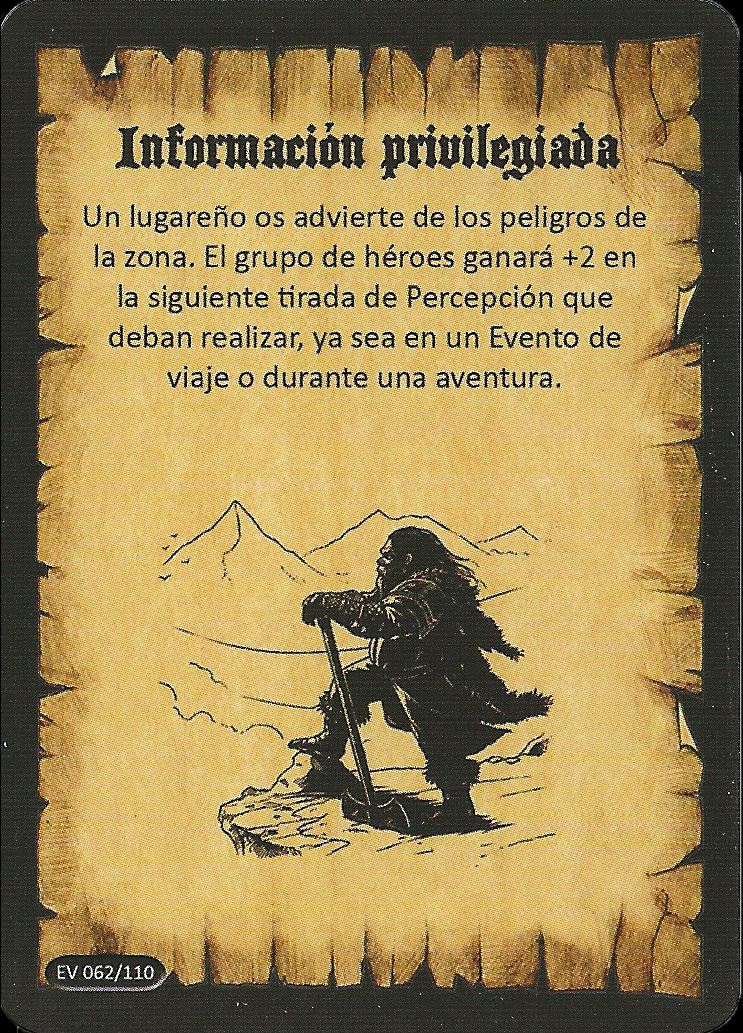 Información privilegiada
Un lugareño os advierte de los peligros de
la zona. El grupo de héroes ganará +2 en
la siguiente tirada de Percepción que
deban realizar, ya sea en un Evento de
viaje o durante una aventura.
EV 062/110